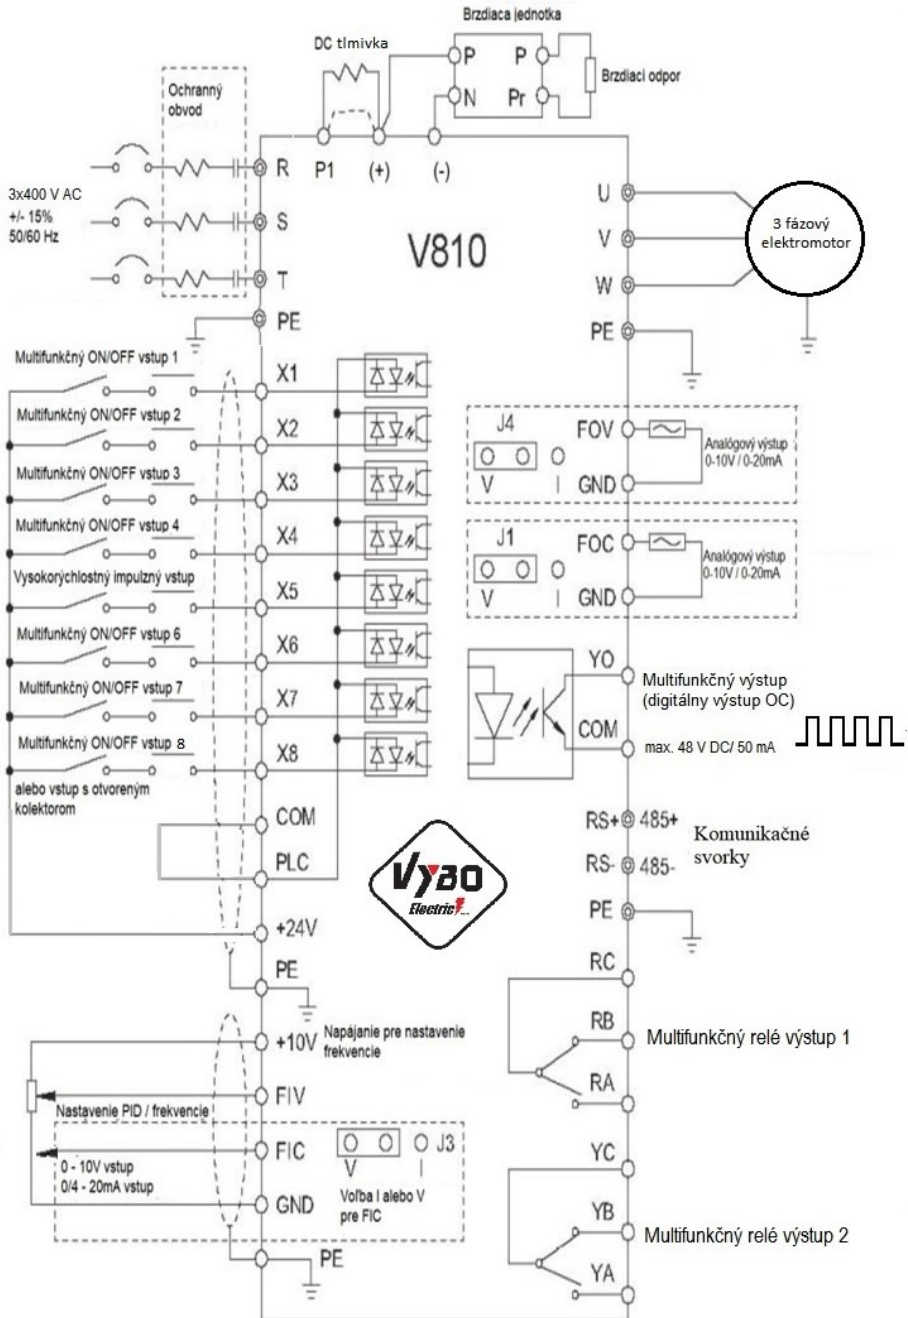 Brzdiaca jednotka
DC tlmivka
P P
Brzdiaci odpor
N Pr
Ochranný
obvod
R P1 (+) (-)
3x400 V AC
+/- 15%
50/60 Hz
S
T
PE
V810
U
V
W
PE
3 fázový
elektromotor
Multifunkčný ON/OFF vstup 1
X1
Multifunkčný ON/OFF vstup 2
X2
Multifunkčný ON/OFF vstup 3
X3
Multifunkčný ON/OFF vstup 4
X4
Vysokorýchlostný impulzný vstup
X5
Multifunkčný ON/OFF vstup 6
X6
Multifunkčný ON/OFF vstup 7
X7
Multifunkčný ON/OFF vstup 8
X8
alebo vstup s otvoreným
kolektorom
COM
PLC
+24V
PE
J4
V I
FOV
GND
Analógový výstup
0-10V / 0-20mA
J1
V I
FOC
GND
Analógový výstup
0-10V / 0-20mA
YO
COM
Multifunkčný výstup
(digitálny výstup OC)
max. 48 V DC/ 50 mA
VYBO
Electric
RS+ 485+
RS- 485-
Komunikačné
svorky
PE
RC
RB
RA
Multifunkčný relé výstup 1
YC
YB
YA
Multifunkčný relé výstup 2
+10V
Napájanie pre nastavenie
frekvencie
FIV
Nastavenie PID / frekvencie
FIC
0 - 10V vstup
0/4 - 20mA vstup
J3
V I
Voľba I alebo V
pre FIC
GND
PE